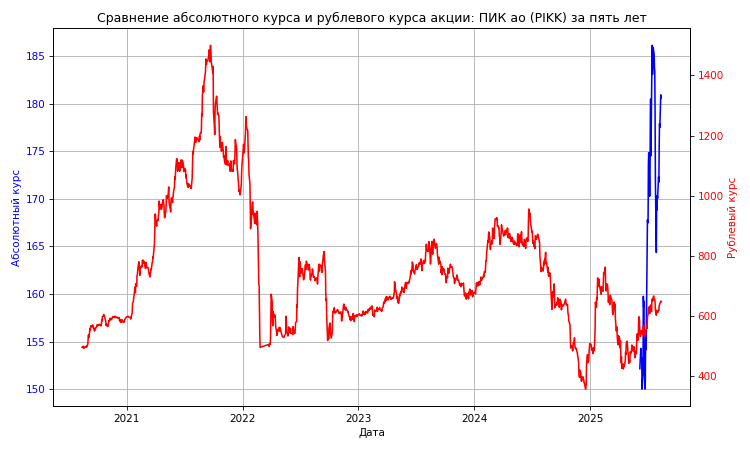 Сравнение абсолютного курса и рублевого курса акции: ПИК ао (PIKK) за пять лет
185
180
175
170
165
160
155
150
Абсолютный курс
1400
1200
1000
800
600
400
Рублевый курс
2021 2022 2023 2024 2025
Дата